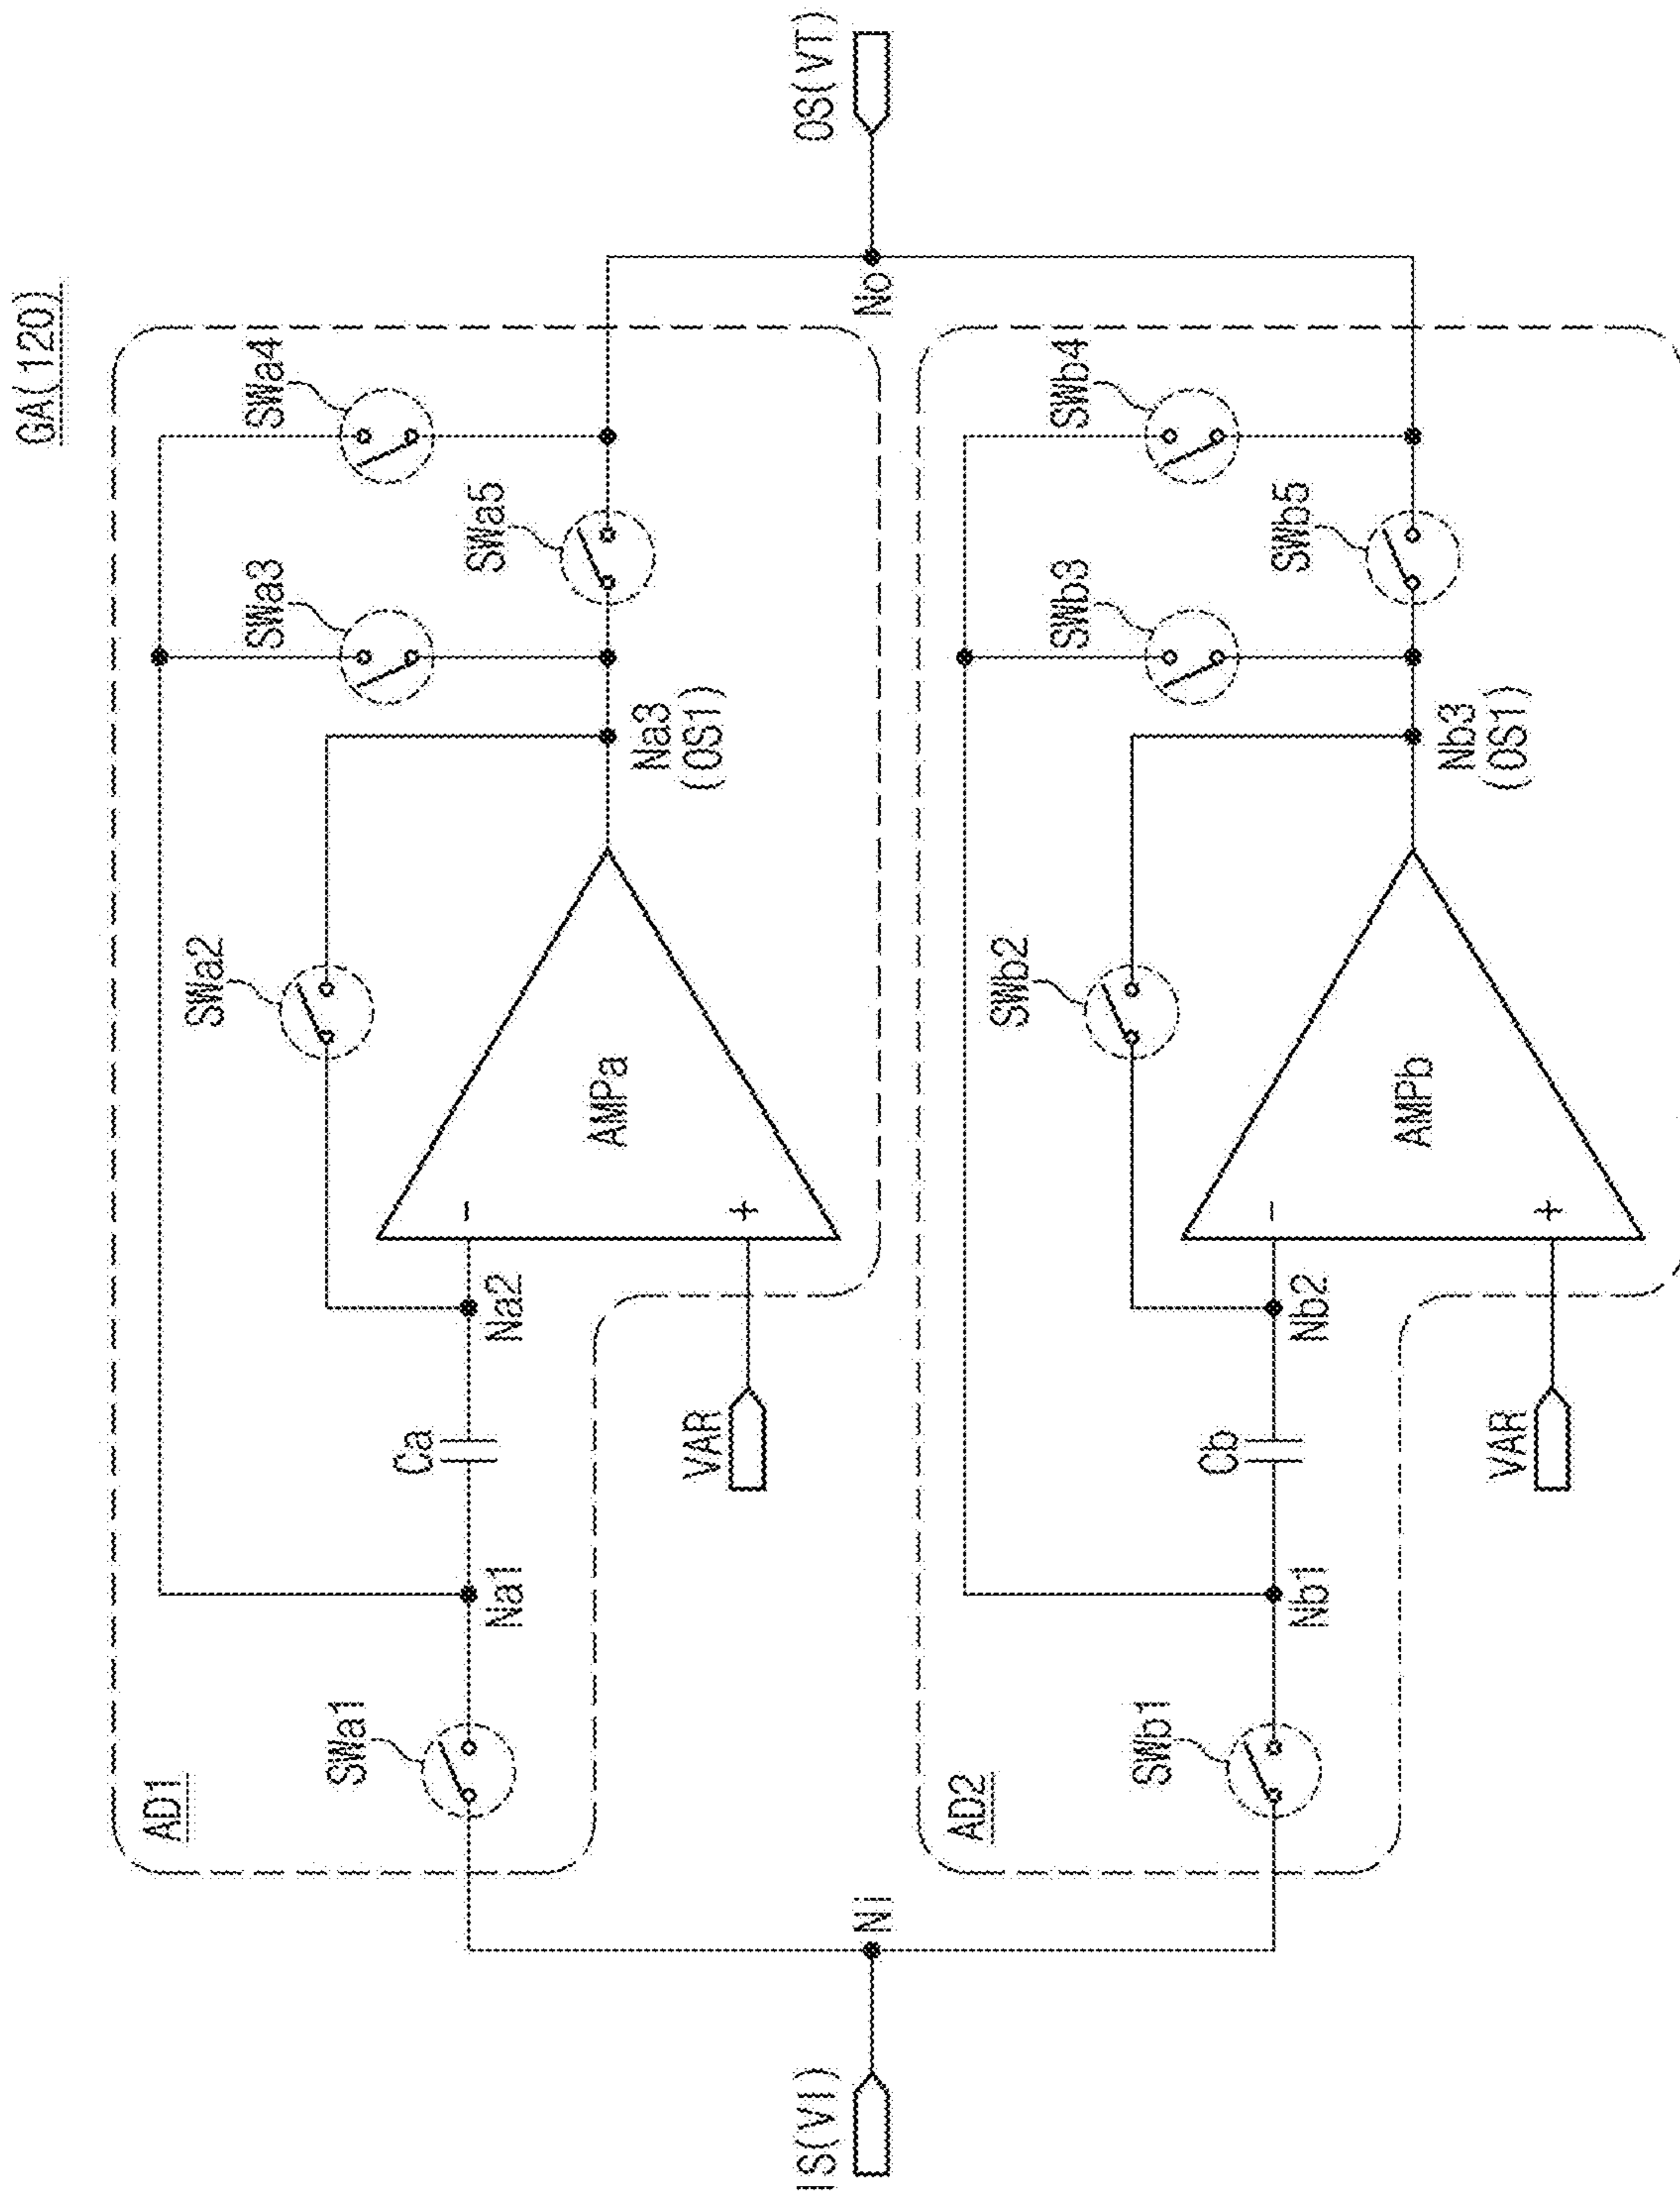 GA(120)
AD1
SWa1
Na1
Ca
Na2
SWa2
-
+
AMPa
VAR
Na3
(OS1)
SWa3
SWa4
SWa5
IS(VI)
Ni
No
OS(VT)
AD2
SWb1
Nb1
Cb
Nb2
SWb2
-
+
AMPb
VAR
Nb3
(OS1)
SWb3
SWb4
SWb5